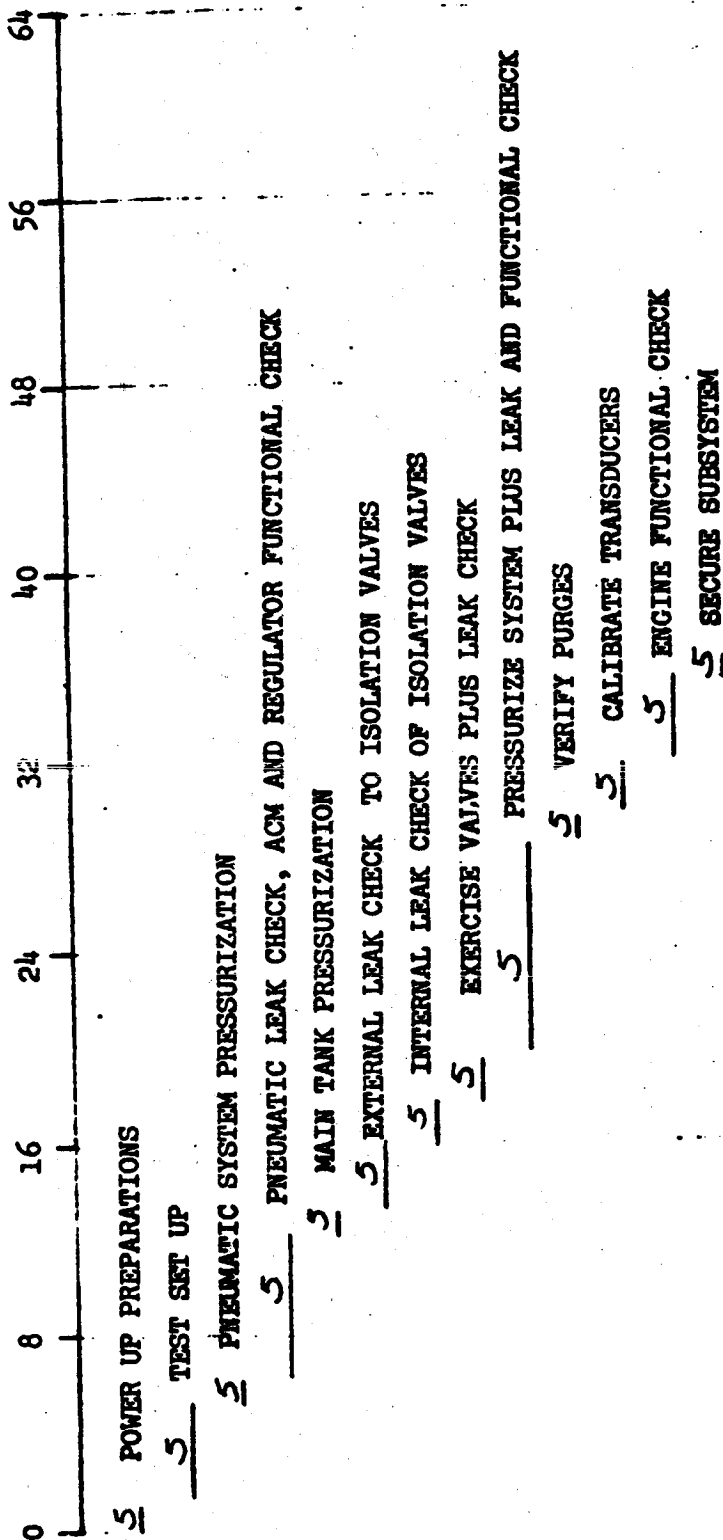 0 8 16 24 32 40 48 56 64
5 POWER UP PREPARATIONS
5 TEST SET UP
5 PNEUMATIC SYSTEM PRESSURIZATION
5 PNEUMATIC LEAK CHECK, ACM AND REGULATOR FUNCTIONAL CHECK
5 MAIN TANK PRESSURIZATION
5 EXTERNAL LEAK CHECK TO ISOLATION VALVES
5 INTERNAL LEAK CHECK OF ISOLATION VALVES
5 EXERCISE VALVES PLUS LEAK CHECK
5 PRESSURIZE SYSTEM PLUS LEAK AND FUNCTIONAL CHECK
5 VERIFY PURGES
5 CALIBRATE TRANSDUCERS
5 ENGINE FUNCTIONAL CHECK
5 SECURE SUBSYSTEM